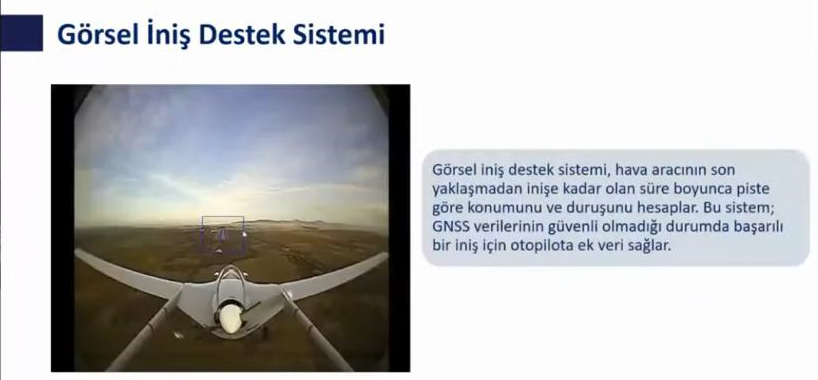 Görsel İniş Destek Sistemi
Görsel iniş destek sistemi, hava aracının son
yaklaşmadan inişe kadar olan süre boyunca piste
göre konumunu ve duruşunu hesaplar. Bu sistem;
GNSS verilerinin güvenli olmadığı durumda başarılı
bir iniş için otopilota ek veri sağlar.